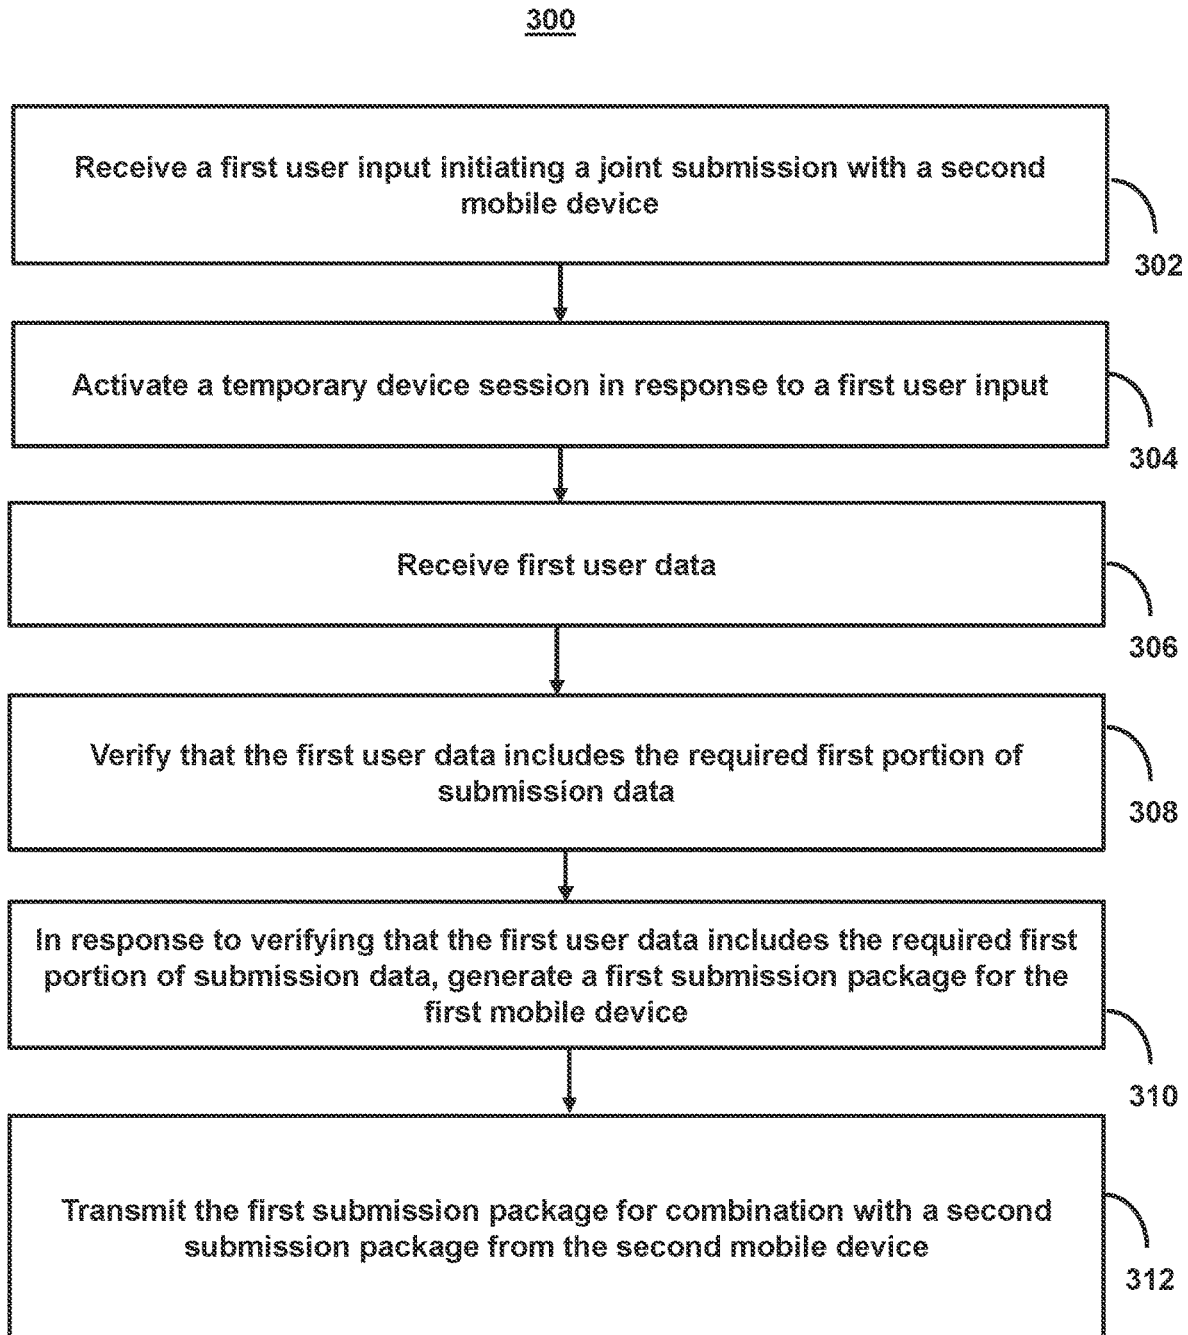 300
Receive a first user input initiating a joint submission with a second
mobile device
302
Activate a temporary device session in response to a first user input
304
Receive first user data
306
Verify that the first user data includes the required first portion of
submission data
308
In response to verifying that the first user data includes the required first
portion of submission data, generate a first submission package for the
first mobile device
310
Transmit the first submission package for combination with a second
submission package from the second mobile device
312